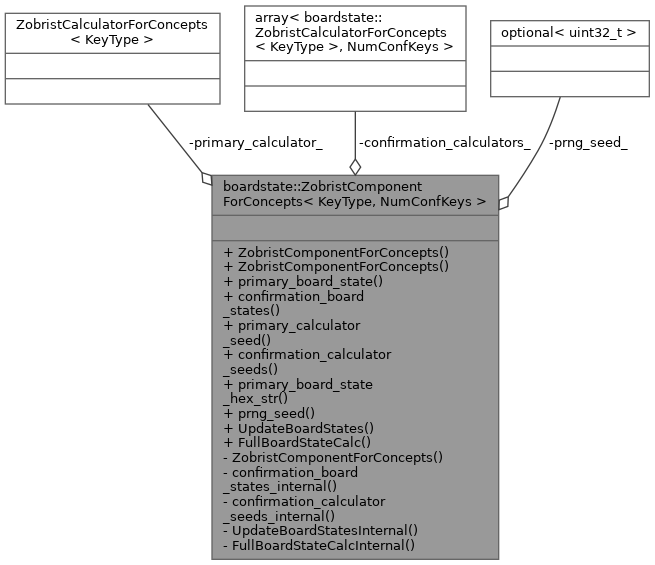 ZobristCalculatorForConcepts
< KeyType >
array< boardstate::
ZobristCalculatorForConcepts
< KeyType >, NumConfKeys >
optional< uint32_t >
-primary_calculator_
-confirmation_calculators_
-prng_seed_
boardstate::ZobristComponent
ForConcepts< KeyType, NumConfKeys >
+ ZobristComponentForConcepts()
+ ZobristComponentForConcepts()
+ primary_board_state()
+ confirmation_board
_states()
+ primary_calculator
_seed()
+ confirmation_calculator
_seeds()
+ primary_board_state
_hex_str()
+ prng_seed()
+ UpdateBoardStates()
+ FullBoardStateCalc()
- ZobristComponentForConcepts()
- confirmation_board
_states_internal()
- confirmation_calculator
_seeds_internal()
- UpdateBoardStatesInternal()
- FullBoardStateCalcInternal()